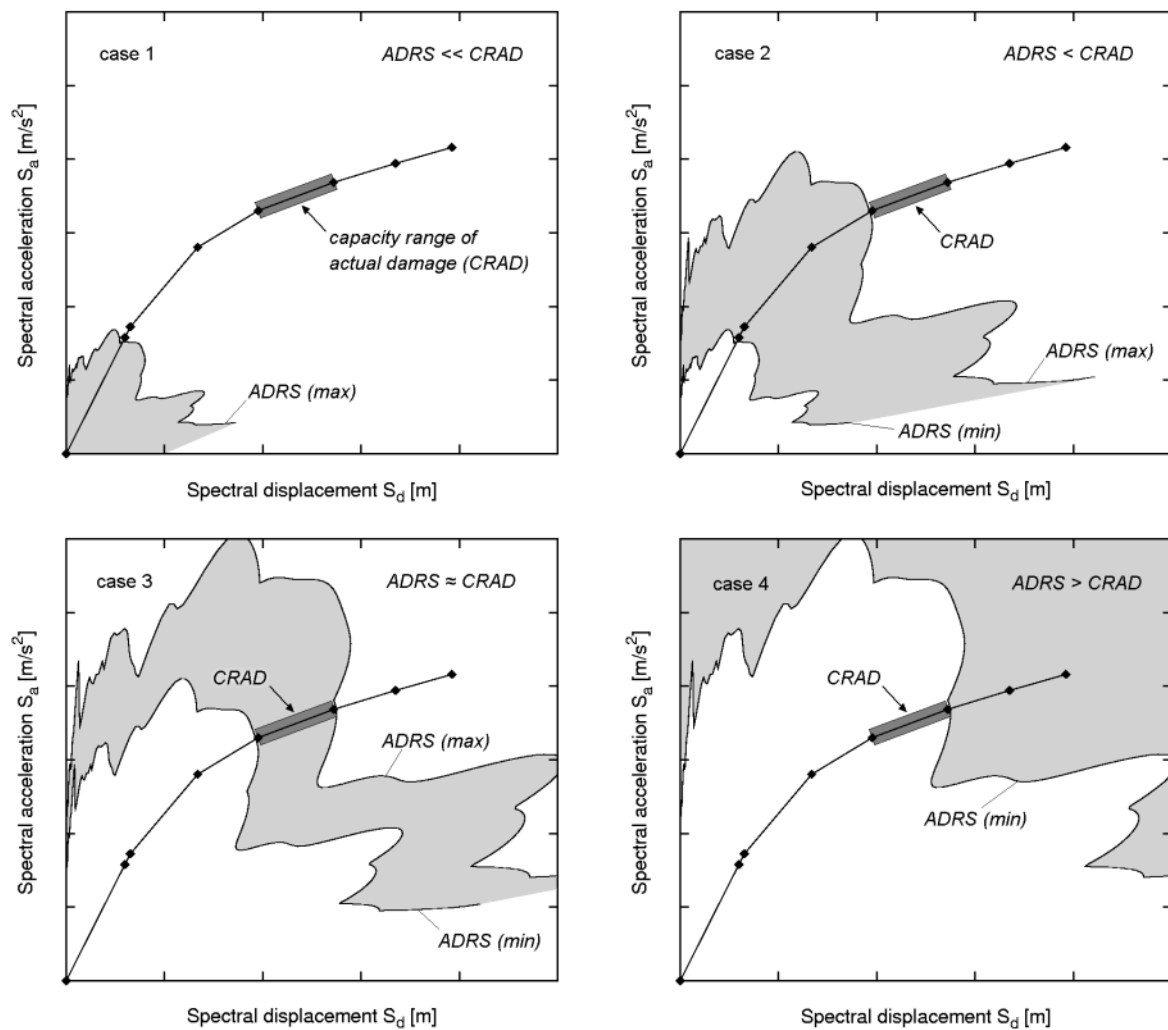 case 1
ADRS << CRAD
Spectral acceleration Sa [m/s²]
capacity range of
actual damage (CRAD)
ADRS (max)
Spectral displacement Sd [m]
case 2
ADRS < CRAD
Spectral acceleration Sa [m/s²]
CRAD
ADRS (max)
ADRS (min)
Spectral displacement Sd [m]
case 3
ADRS ≈ CRAD
Spectral acceleration Sa [m/s²]
CRAD
ADRS (max)
ADRS (min)
Spectral displacement Sd [m]
case 4
ADRS > CRAD
Spectral acceleration Sa [m/s²]
CRAD
ADRS (min)
Spectral displacement Sd [m]